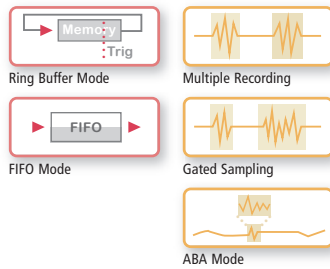 Memory
Trig
Ring Buffer Mode
Multiple Recording
FIFO
FIFO Mode
Gated Sampling
ABA Mode